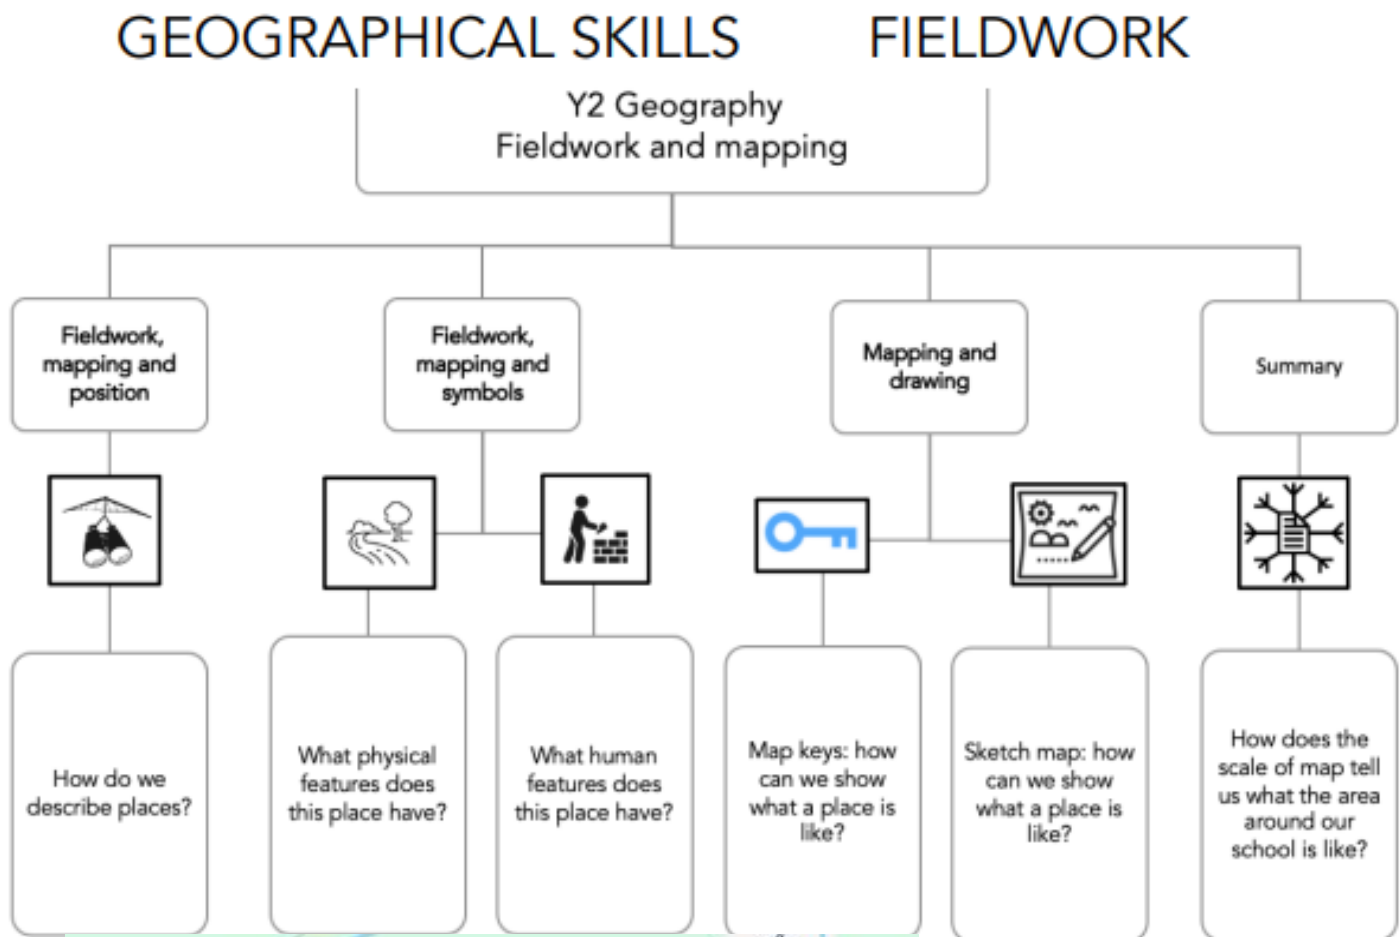 GEOGRAPHICAL SKILLS FIELDWORK
Y2 Geography
Fieldwork and mapping
Fieldwork,
mapping and
position
Fieldwork,
mapping and
symbols
Mapping and
drawing
Summary
How do we
describe places?
What physical
features does
this place have?
What human
features does
this place have?
Map keys: how
can we show
what a place is
like?
Sketch map: how
can we show
what a place is
like?
How does the
scale of map tell
us what the area
around our
school is like?